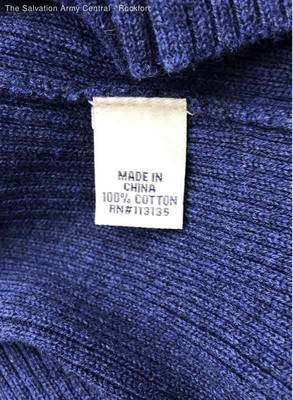 The Salvation Army Central - Rockford
MADE IN
CHINA
100% COTTON
RN#113135